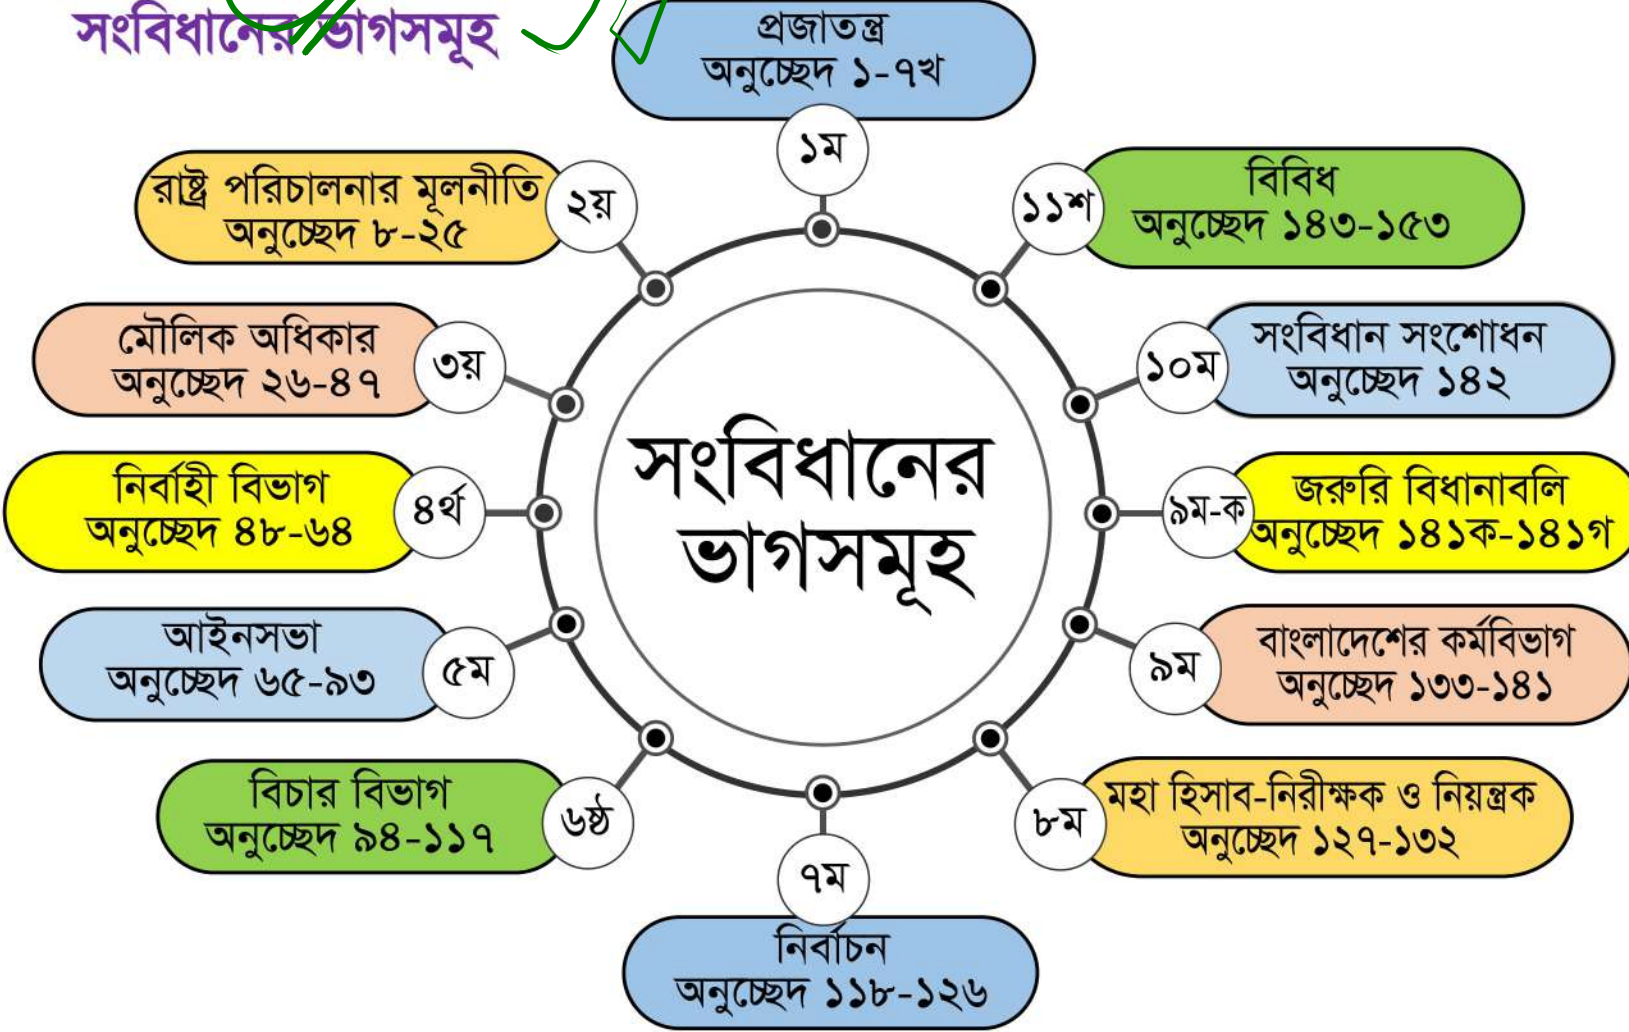 সংবিধানের ভাগসমূহ
প্রজাতন্ত্র
অনুচ্ছেদ ১-৭খ
১ম
রাষ্ট্র পরিচালনার মূলনীতি
অনুচ্ছেদ ৮-২৫
২য়
মৌলিক অধিকার
অনুচ্ছেদ ২৬-৪৭
৩য়
নির্বাহী বিভাগ
অনুচ্ছেদ ৪৮-৬৪
৪র্থ
আইনসভা
অনুচ্ছেদ ৬৫-৯৩
৫ম
বিচার বিভাগ
অনুচ্ছেদ ৯৪-১১৭
৬ষ্ঠ
৭ম
নির্বাচন
অনুচ্ছেদ ১১৮-১২৬
৮ম
মহা হিসাব-নিরীক্ষক ও নিয়ন্ত্রক
অনুচ্ছেদ ১২৭-১৩২
৯ম
বাংলাদেশের কর্মবিভাগ
অনুচ্ছেদ ১৩৩-১৪১
৯ম-ক
জরুরি বিধানাবলি
অনুচ্ছেদ ১৪১ক-১৪১গ
১০ম
সংবিধান সংশোধন
অনুচ্ছেদ ১৪২
১১শ
বিবিধ
অনুচ্ছেদ ১৪৩-১৫৩
সংবিধানের
ভাগসমূহ